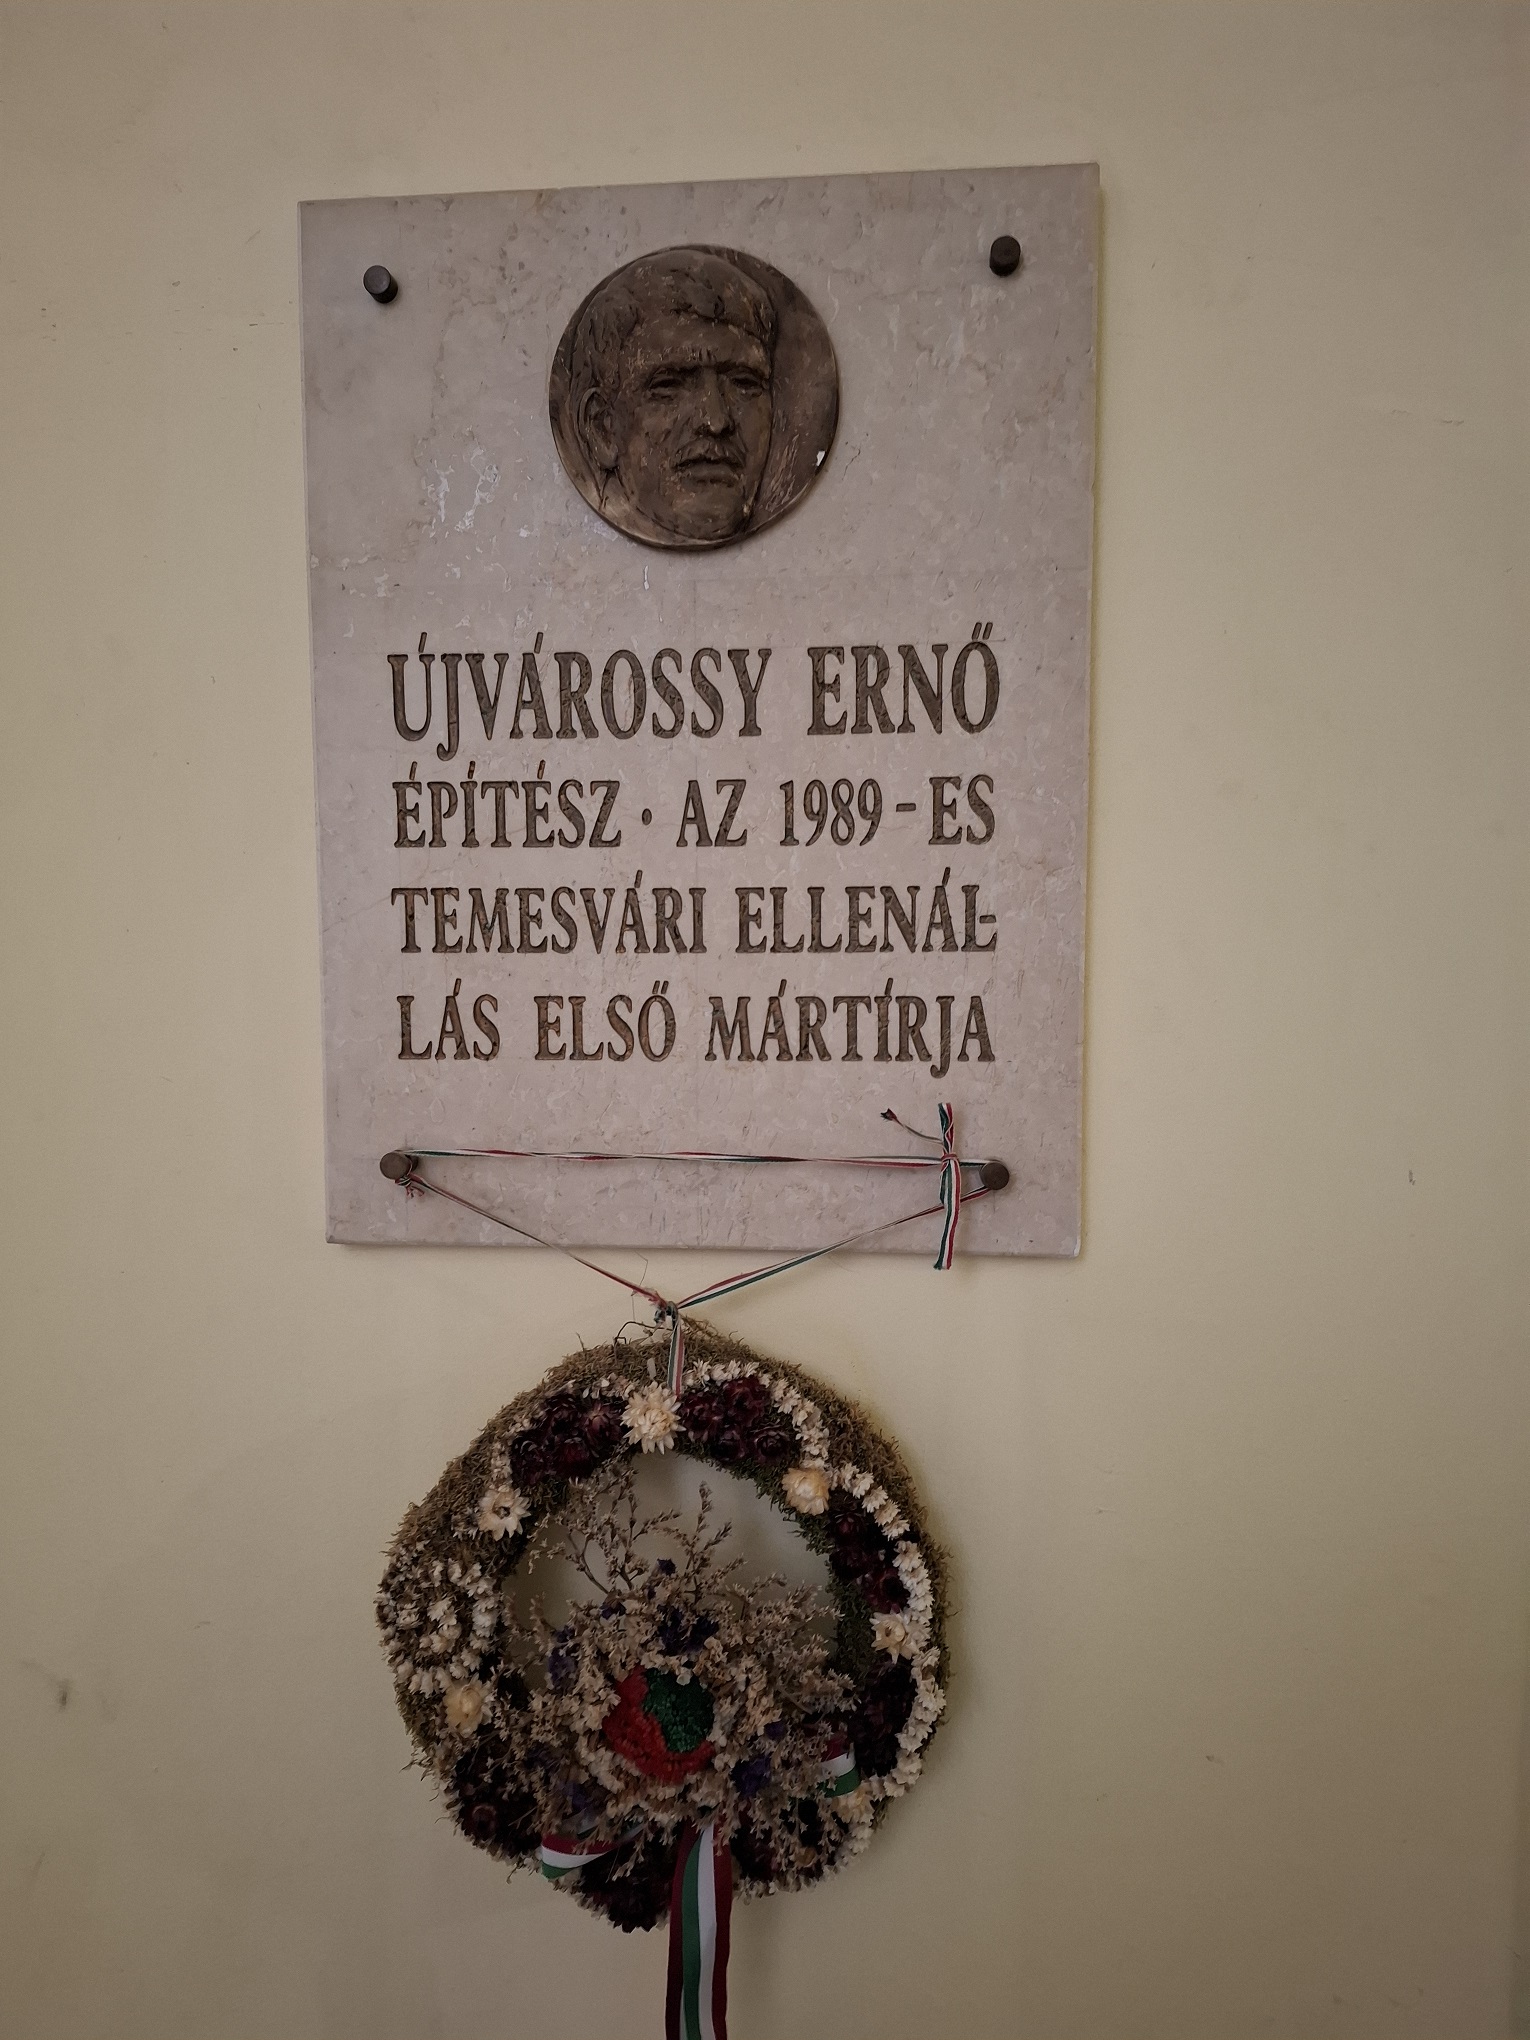 ÚJVÁROSSY ERNŐ
ÉPÍTÉSZ · AZ 1989-ES
TEMESVÁRI ELLENÁL-
LÁS ELSŐ MÁRTÍRJA